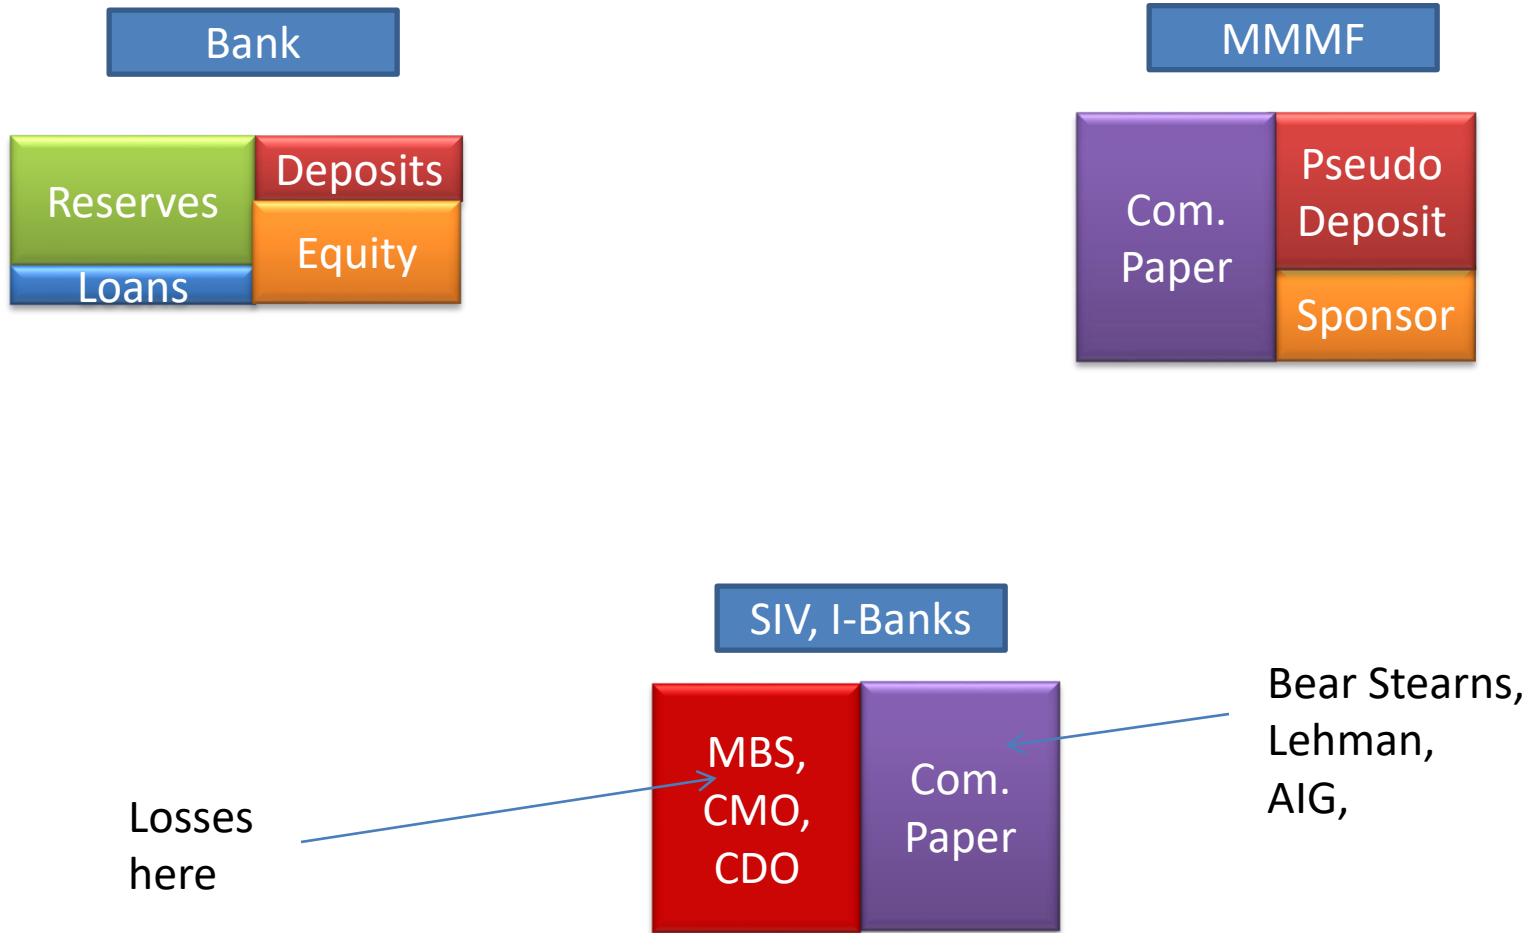 Bank
MMMF
Reserves
Loans
Deposits
Equity
Com.
Paper
Pseudo
Deposit
Sponsor
SIV, I-Banks
MBS,
CMO,
CDO
Com.
Paper
Losses
here
Bear Stearns,
Lehman,
AIG,